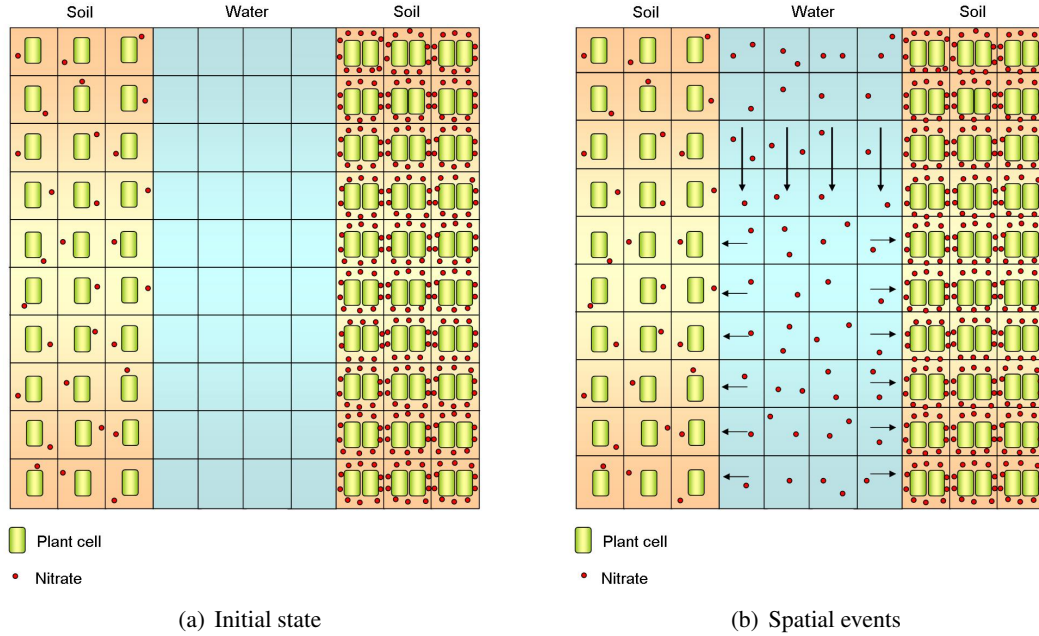 Soil Water Soil
Plant cell
Nitrate
(a) Initial state
Soil Water Soil
Plant cell
Nitrate
(b) Spatial events